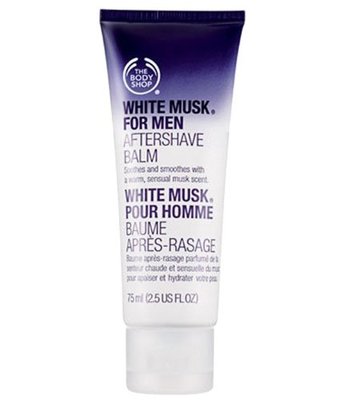 THE
BODY
SHOP®
WHITE MUSK®
FOR MEN
AFTERSHAVE
BALM
Soothes and smoothes with
a warm, sensual musk scent.
WHITE MUSK®
POUR HOMME
BAUME
APRÈS-RASAGE
Baume après-rasage parfumé de la
senteur chaude et sensuelle du
pour apaiser et hydrater votre
75 ml (2.5 US FL OZ)